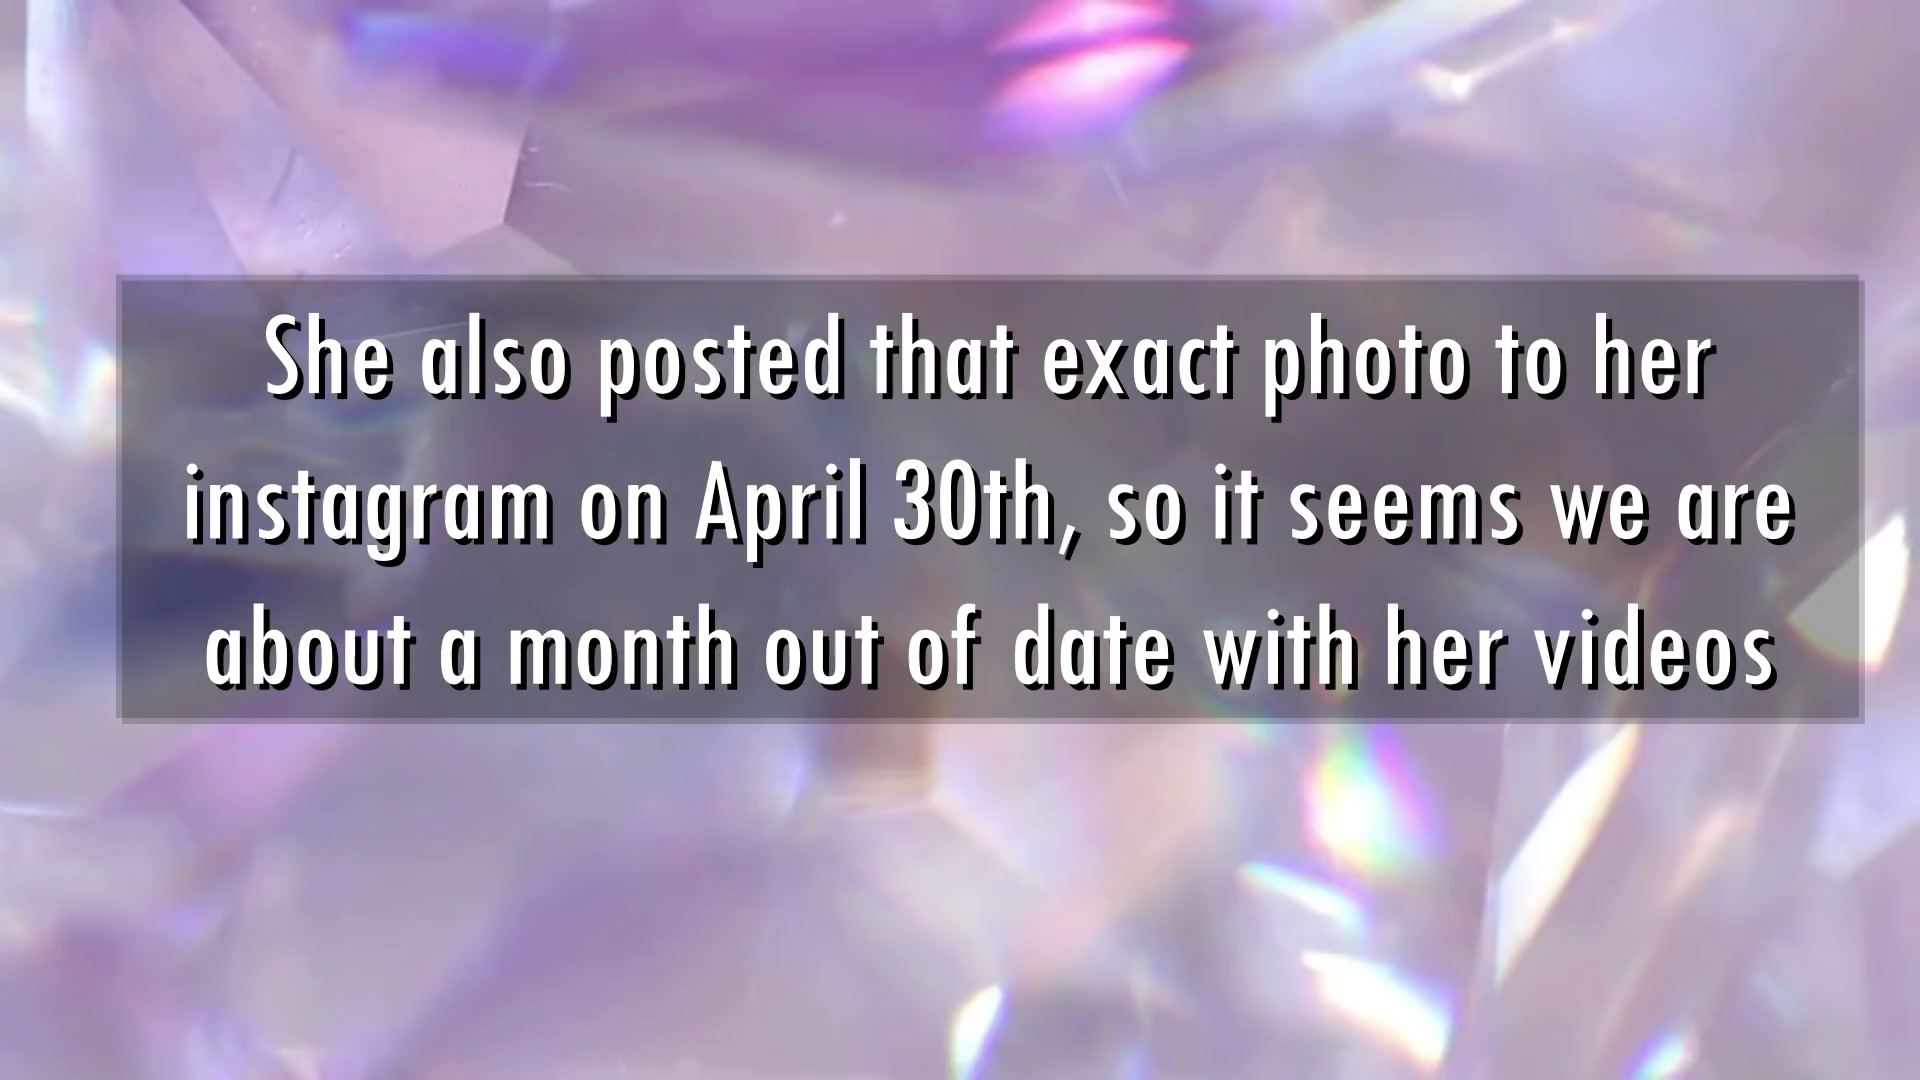 She also posted that exact photo to her
instagram on April 30th, so it seems we are
about a month out of date with her videos